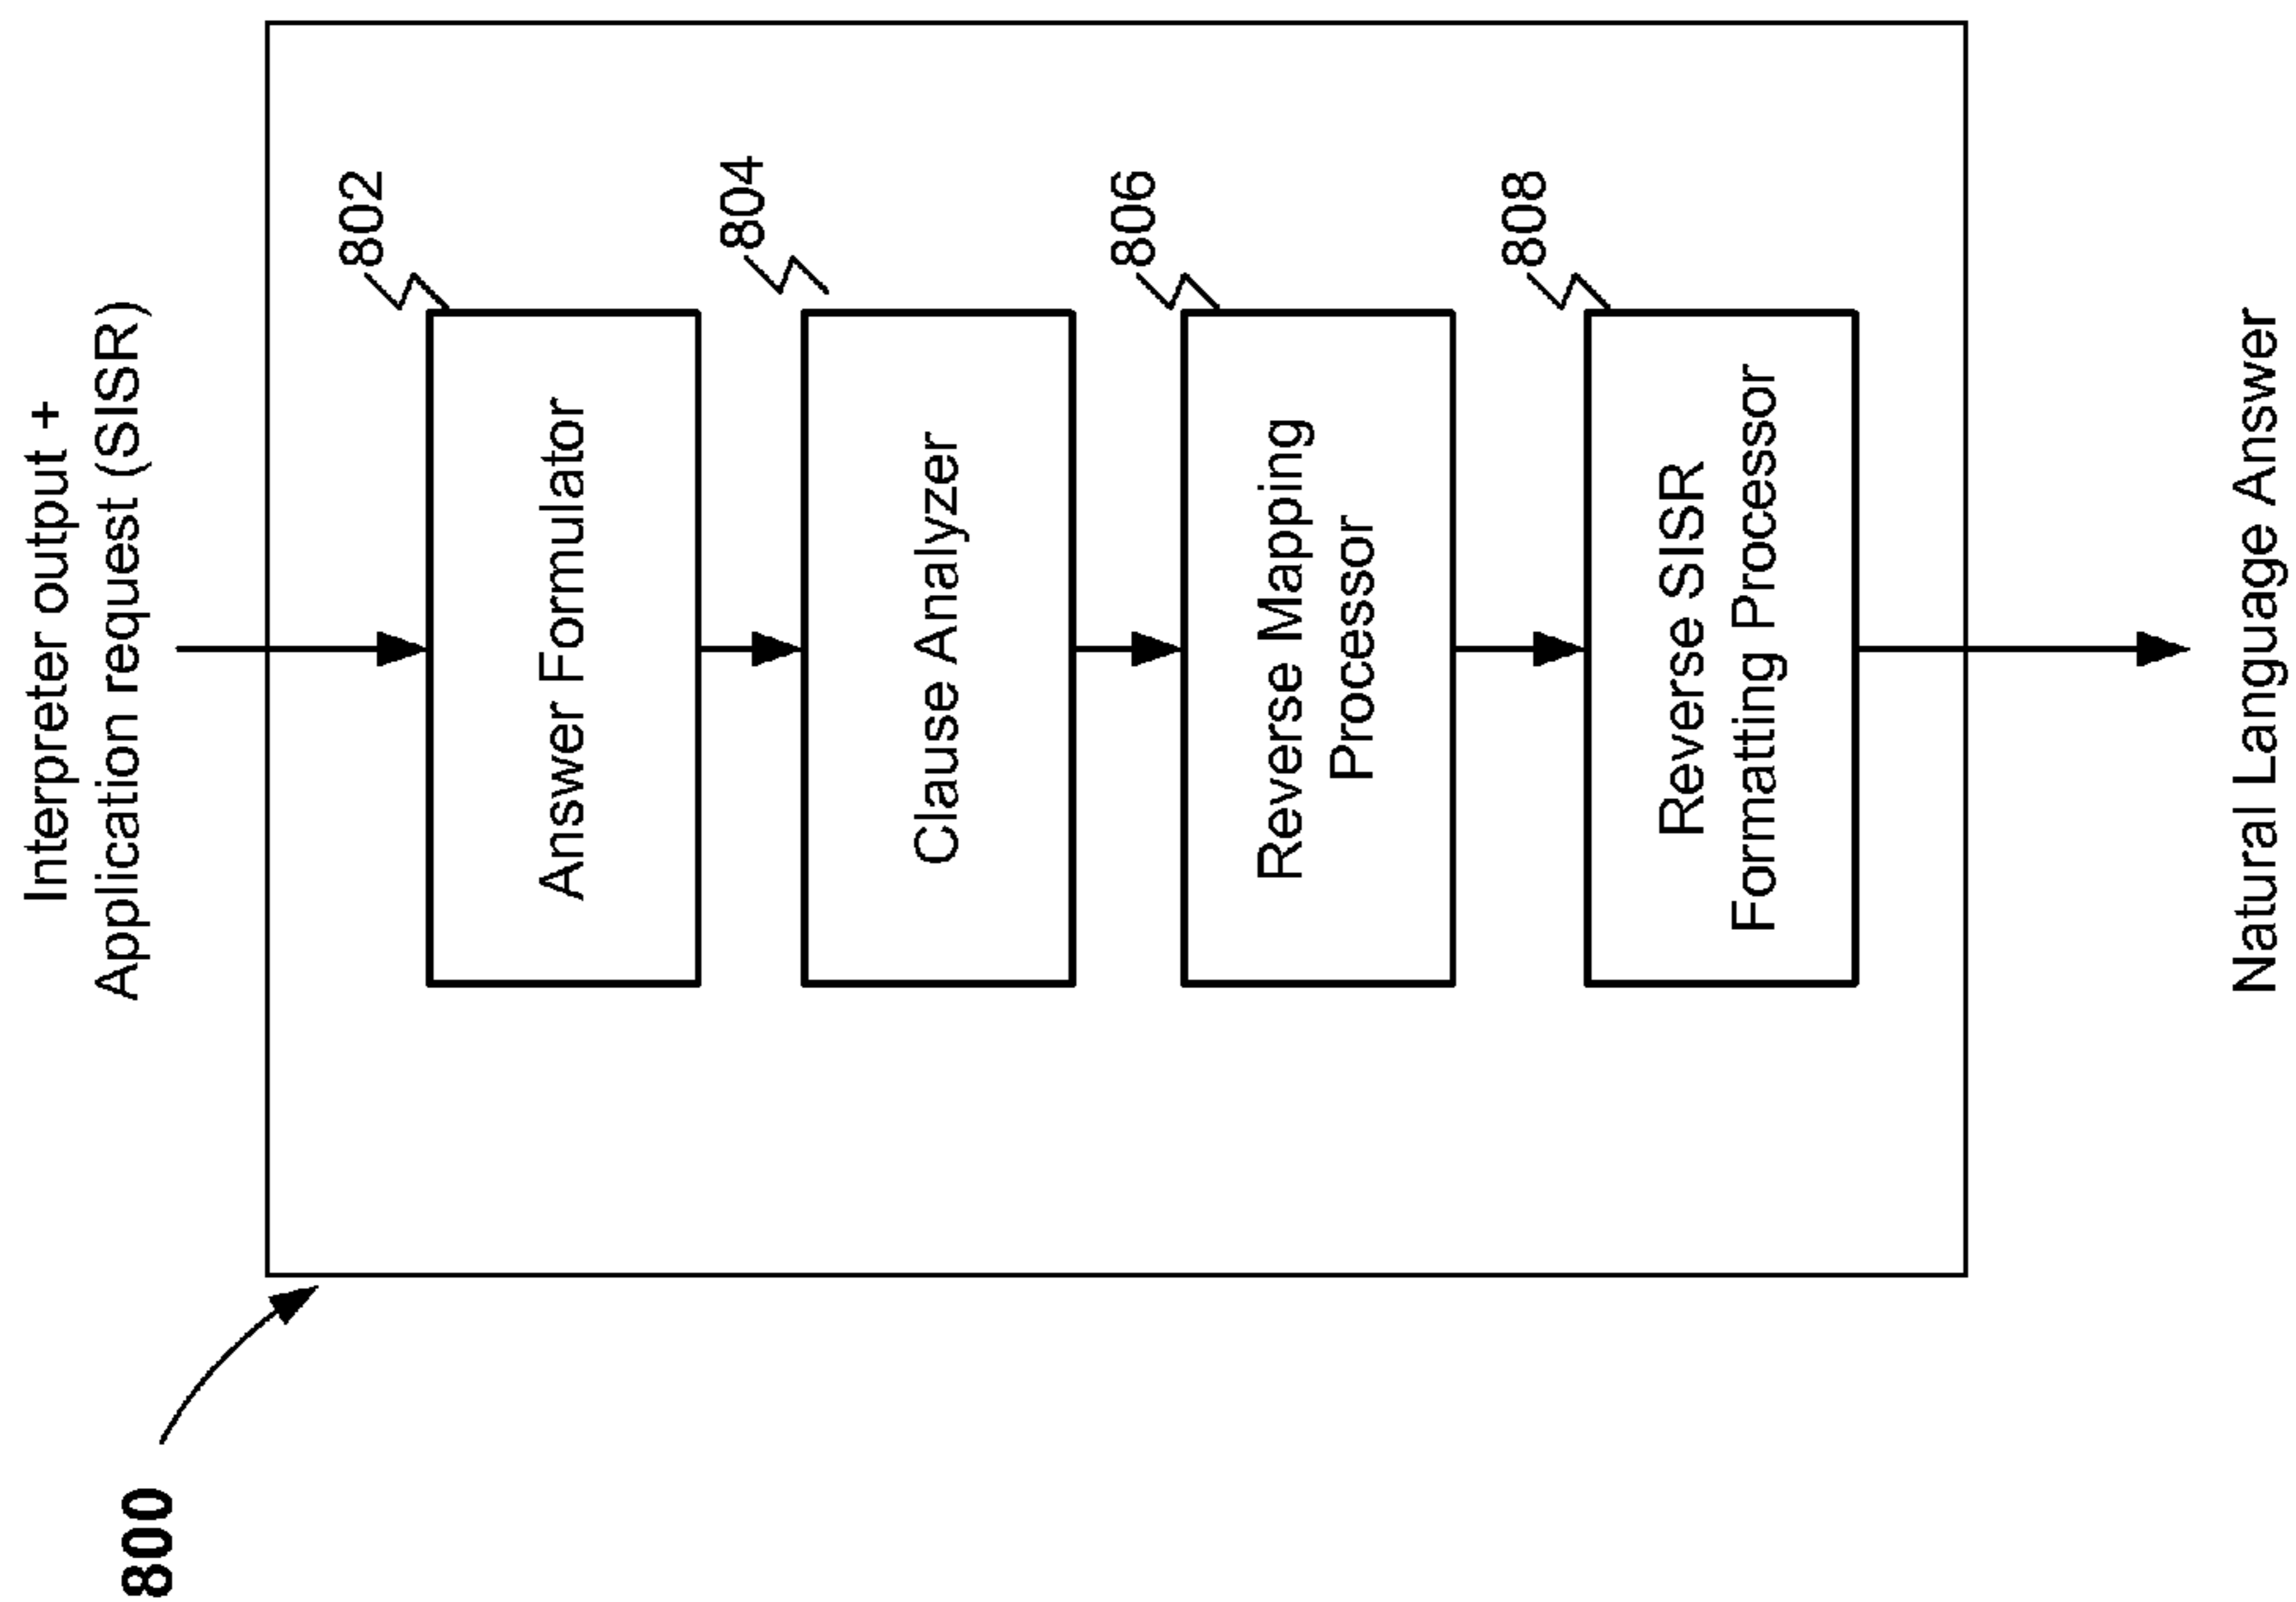 Interpreter output +
Application request (SISR)
800
802
Answer Formulator
804
Clause Analyzer
806
Reverse Mapping
Processor
808
Reverse SISR
Formatting Processor
Natural Language Answer